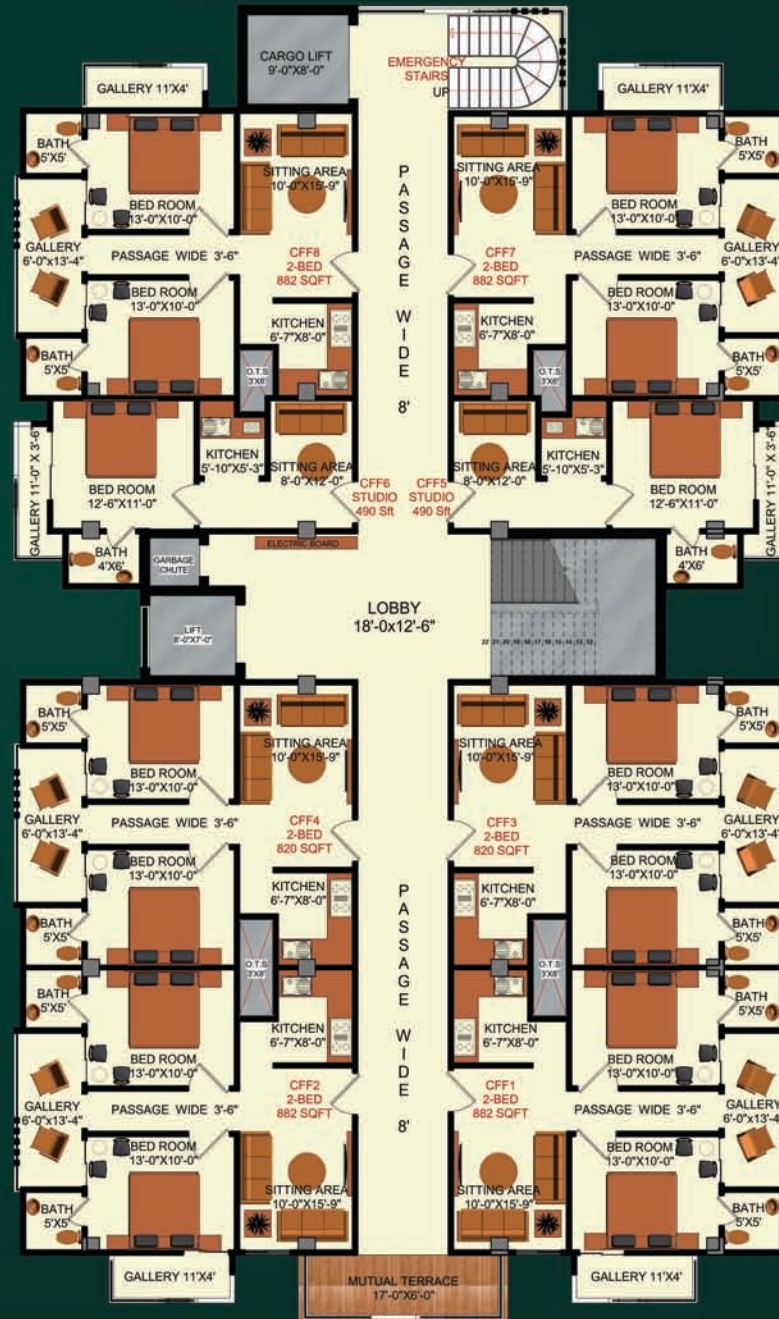 CARGO LIFT
9'-0"X8'-0"
EMERGENCY
STAIRS
UP
GALLERY 11'X4'
GALLERY 11'X4'
BATH
5'X5'
BED ROOM
13'-0"X10'-0"
SITTING AREA
10'-0"X15'-9"
SITTING AREA
10'-0"X15'-9"
BED ROOM
13'-0"X10'-0"
BATH
5'X5'
GALLERY
6'-0"x13'-4"
PASSAGE WIDE 3'-6"
CFF8
2-BED
882 SQFT
PASSAGE WIDE 8'
CFF7
2-BED
882 SQFT
PASSAGE WIDE 3'-6"
GALLERY
6'-0"x13'-4"
BED ROOM
13'-0"X10'-0"
KITCHEN
6'-7"X8'-0"
KITCHEN
6'-7"X8'-0"
BED ROOM
13'-0"X10'-0"
BATH
5'X5'
O.T.S
3'X8'
O.T.S
3'X8'
BATH
5'X5'
GALLERY 11'-0" X 3'-6"
BED ROOM
12'-6"X11'-0"
KITCHEN
5'-10"X5'-3"
SITTING AREA
8'-0"X12'-0"
CFF6
STUDIO
490 Sft
CFF5
STUDIO
490 Sft
SITTING AREA
8'-0"X12'-0"
KITCHEN
5'-10"X5'-3"
BED ROOM
12'-6"X11'-0"
GALLERY 11'-0" X 3'-6"
BATH
4'X6'
GARBAGE
CHUTE
ELECTRIC BOARD
BATH
4'X6'
LIFT
8'-0"X7'-0"
LOBBY
18'-0x12'-6"
22 21 20 19 18 17 16 15 14 13 12
BATH
5'X5'
BED ROOM
13'-0"X10'-0"
SITTING AREA
10'-0"X15'-9"
SITTING AREA
10'-0"X15'-9"
BED ROOM
13'-0"X10'-0"
BATH
5'X5'
GALLERY
6'-0"x13'-4"
PASSAGE WIDE 3'-6"
CFF4
2-BED
820 SQFT
CFF3
2-BED
820 SQFT
PASSAGE WIDE 3'-6"
GALLERY
6'-0"x13'-4"
BED ROOM
13'-0"X10'-0"
KITCHEN
6'-7"X8'-0"
PASSAGE WIDE 8'
KITCHEN
6'-7"X8'-0"
BED ROOM
13'-0"X10'-0"
BATH
5'X5'
O.T.S
3'X8'
O.T.S
3'X8'
BATH
5'X5'
BATH
5'X5'
BED ROOM
13'-0"X10'-0"
KITCHEN
6'-7"X8'-0"
KITCHEN
6'-7"X8'-0"
BED ROOM
13'-0"X10'-0"
BATH
5'X5'
GALLERY
6'-0"x13'-4"
PASSAGE WIDE 3'-6"
CFF2
2-BED
882 SQFT
CFF1
2-BED
882 SQFT
PASSAGE WIDE 3'-6"
GALLERY
6'-0"x13'-4"
BED ROOM
13'-0"X10'-0"
SITTING AREA
10'-0"X15'-9"
SITTING AREA
10'-0"X15'-9"
BED ROOM
13'-0"X10'-0"
BATH
5'X5'
BATH
5'X5'
GALLERY 11'X4'
MUTUAL TERRACE
17'-0"X6'-0"
GALLERY 11'X4'